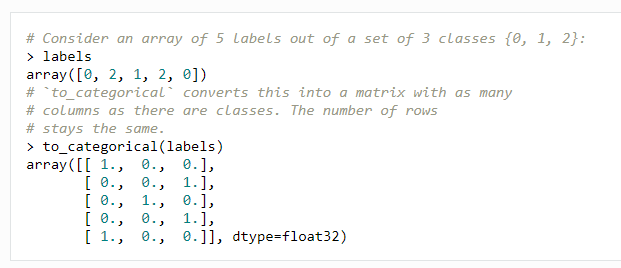 # Consider an array of 5 labels out of a set of 3 classes {0, 1, 2}:
> labels
array([0, 2, 1, 2, 0])
# `to_categorical` converts this into a matrix with as many
# columns as there are classes. The number of rows
# stays the same.
> to_categorical(labels)
array([[ 1.,  0.,  0.],
       [ 0.,  0.,  1.],
       [ 0.,  1.,  0.],
       [ 0.,  0.,  1.],
       [ 1.,  0.,  0.]], dtype=float32)